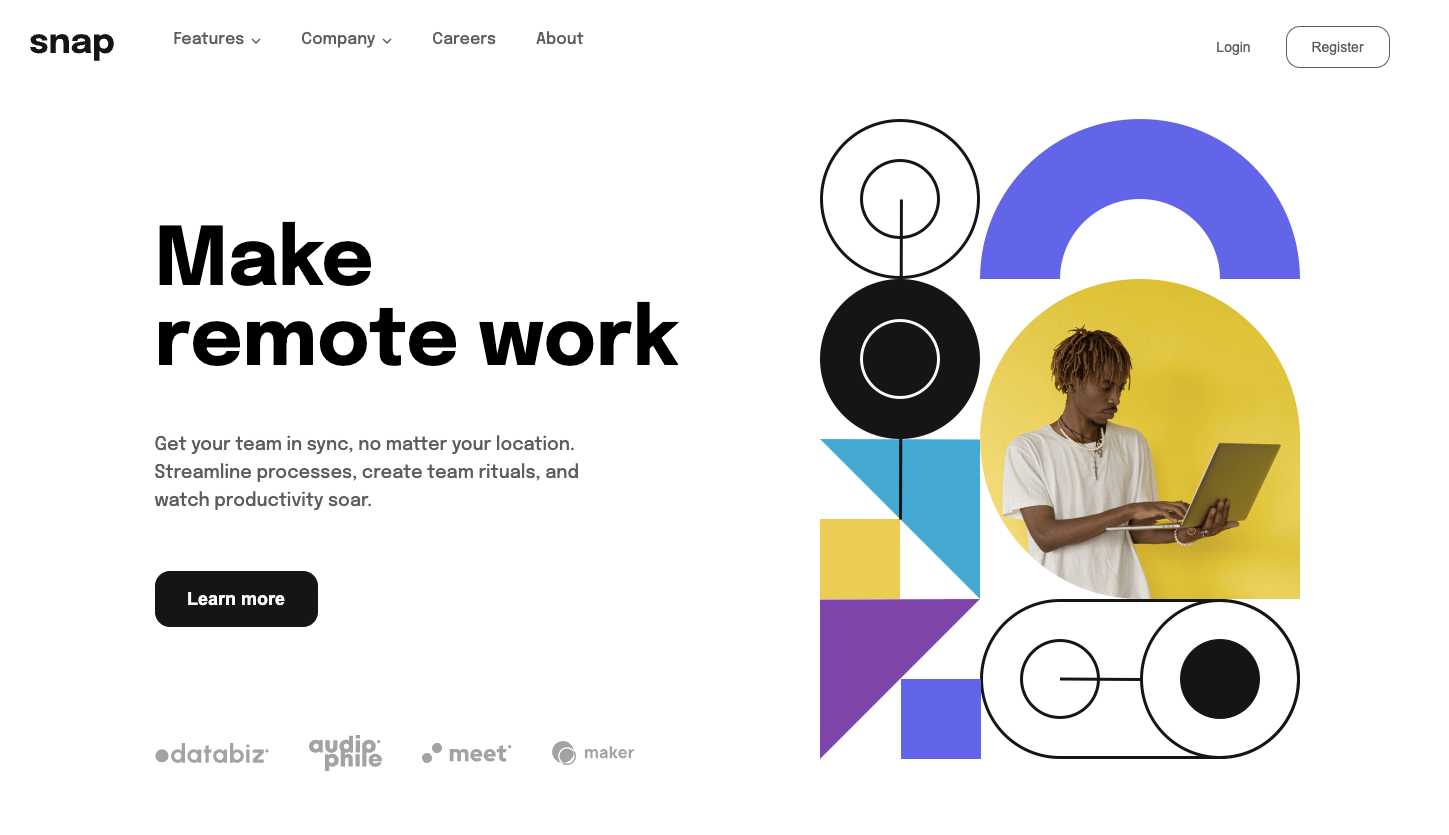 snap
Features
Company
Careers
About
Login
Register
Make
remote work
Get your team in sync, no matter your location.
Streamline processes, create team rituals, and
watch productivity soar.
Learn more
databiz
audiophile
meet
maker